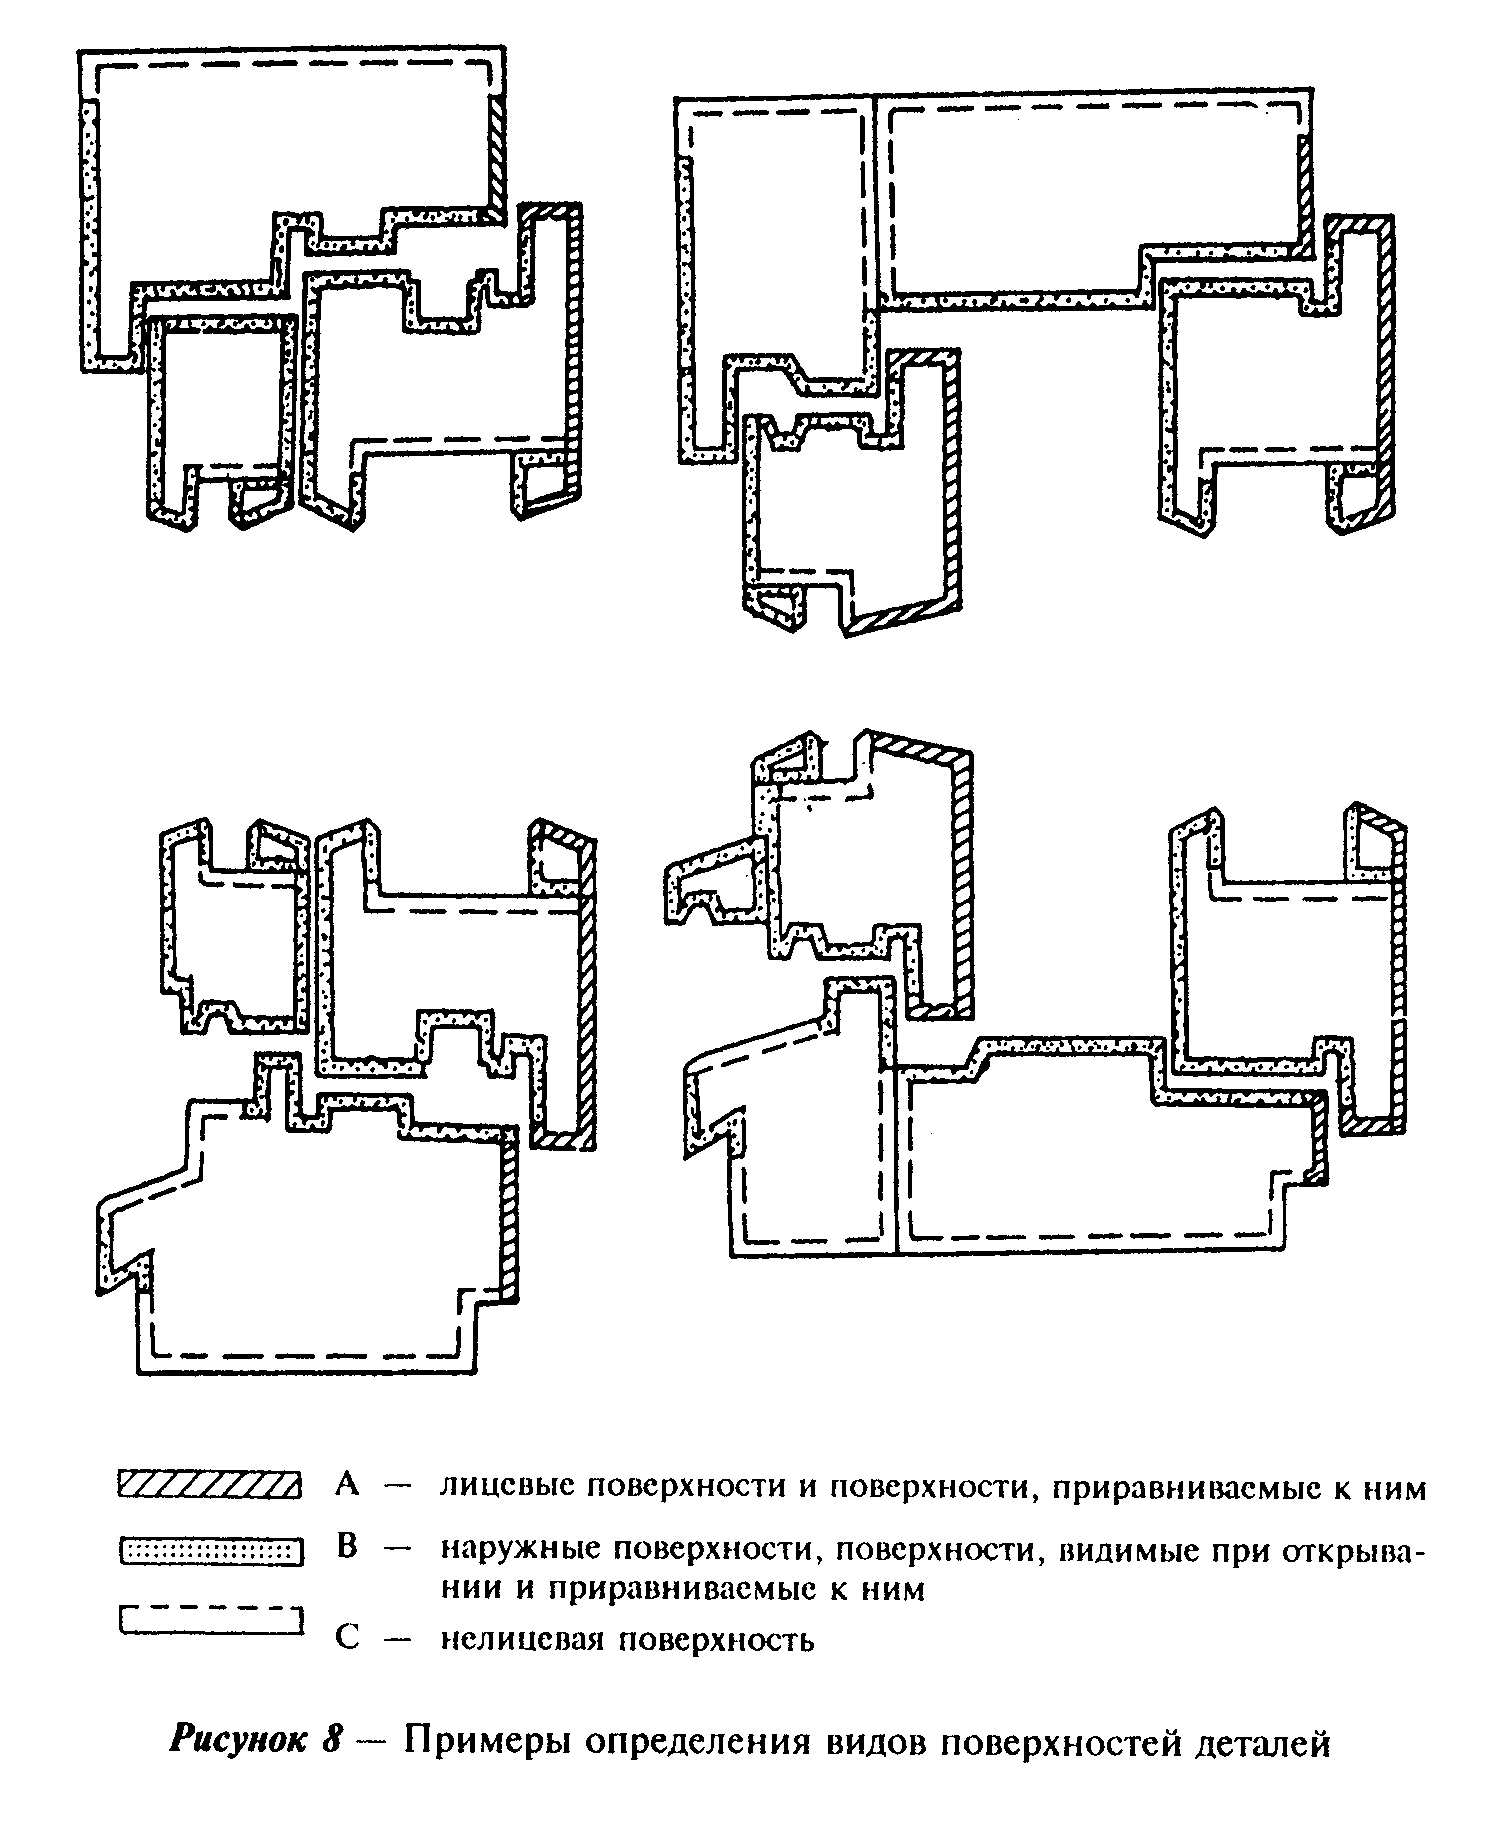 A — лицевые поверхности и поверхности, приравниваемые к ним
B — наружные поверхности, поверхности, видимые при открыва-
нии и приравниваемые к ним
C — нелицевая поверхность
Рисунок 8 — Примеры определения видов поверхностей деталей